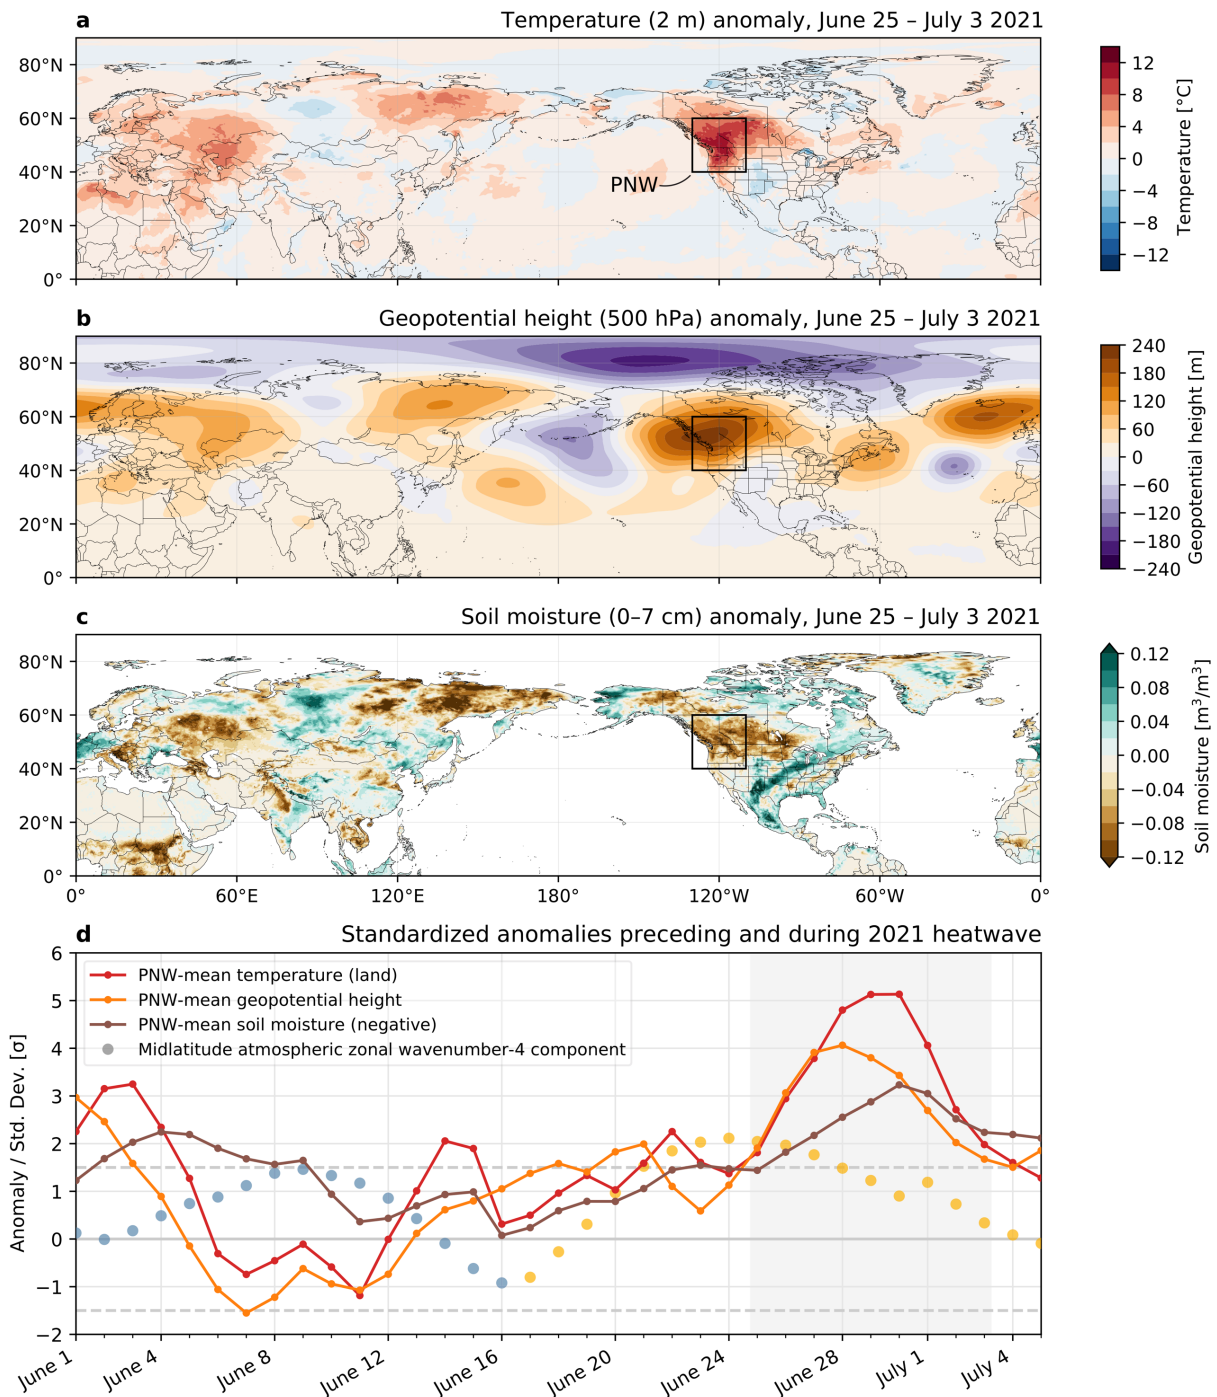 a Temperature (2 m) anomaly, June 25 – July 3 2021
80°N
60°N
40°N
20°N
0°
PNW
12
8
4
0
−4
−8
−12
Temperature [°C]
b Geopotential height (500 hPa) anomaly, June 25 – July 3 2021
80°N
60°N
40°N
20°N
0°
240
180
120
60
0
−60
−120
−180
−240
Geopotential height [m]
c Soil moisture (0–7 cm) anomaly, June 25 – July 3 2021
80°N
60°N
40°N
20°N
0°
0° 60°E 120°E 180° 120°W 60°W 0°
0.12
0.08
0.04
0.00
−0.04
−0.08
−0.12
Soil moisture [m³/m³]
d Standardized anomalies preceding and during 2021 heatwave
6
5
4
3
2
1
0
−1
−2
Anomaly / Std. Dev. [σ]
PNW-mean temperature (land)
PNW-mean geopotential height
PNW-mean soil moisture (negative)
Midlatitude atmospheric zonal wavenumber-4 component
June 1 June 4 June 8 June 12 June 16 June 20 June 24 June 28 July 1 July 4